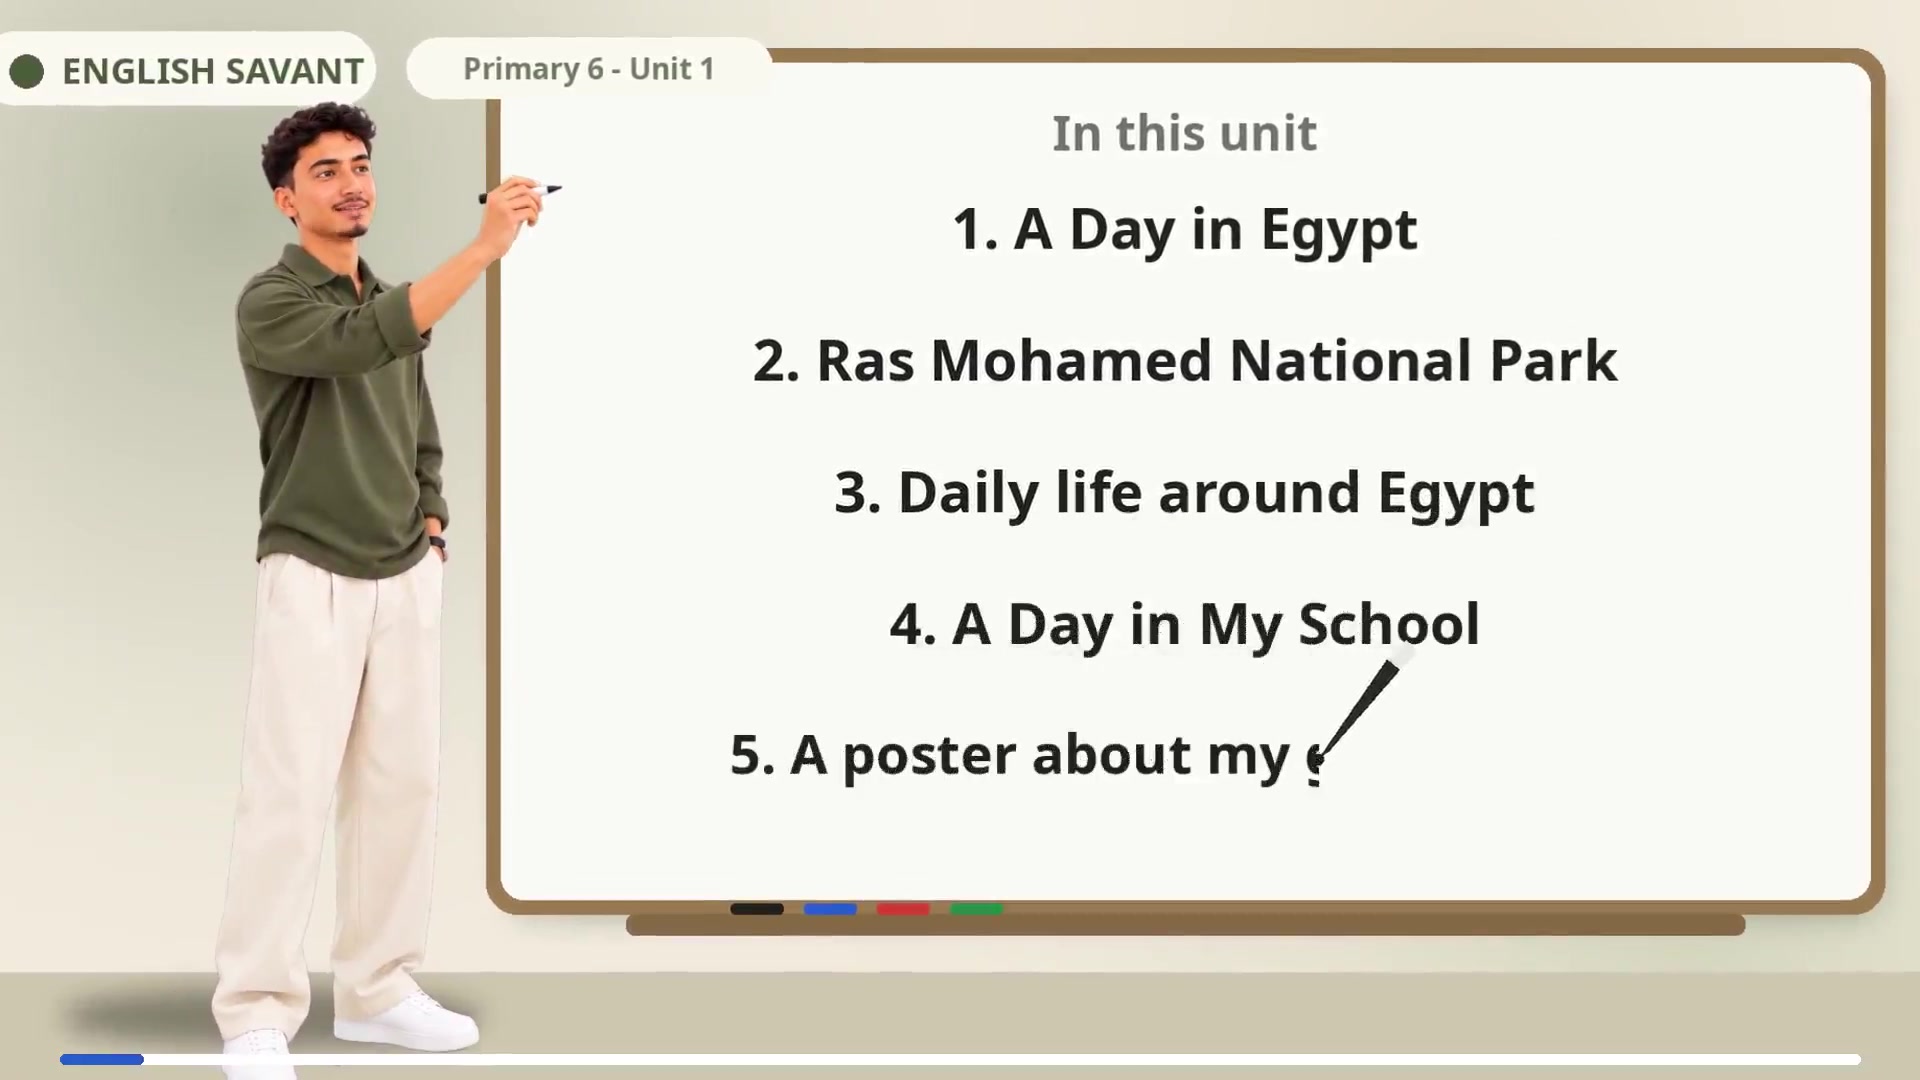 ENGLISH SAVANT
Primary 6 - Unit 1
In this unit
1. A Day in Egypt
2. Ras Mohamed National Park
3. Daily life around Egypt
4. A Day in My School
5. A poster about my